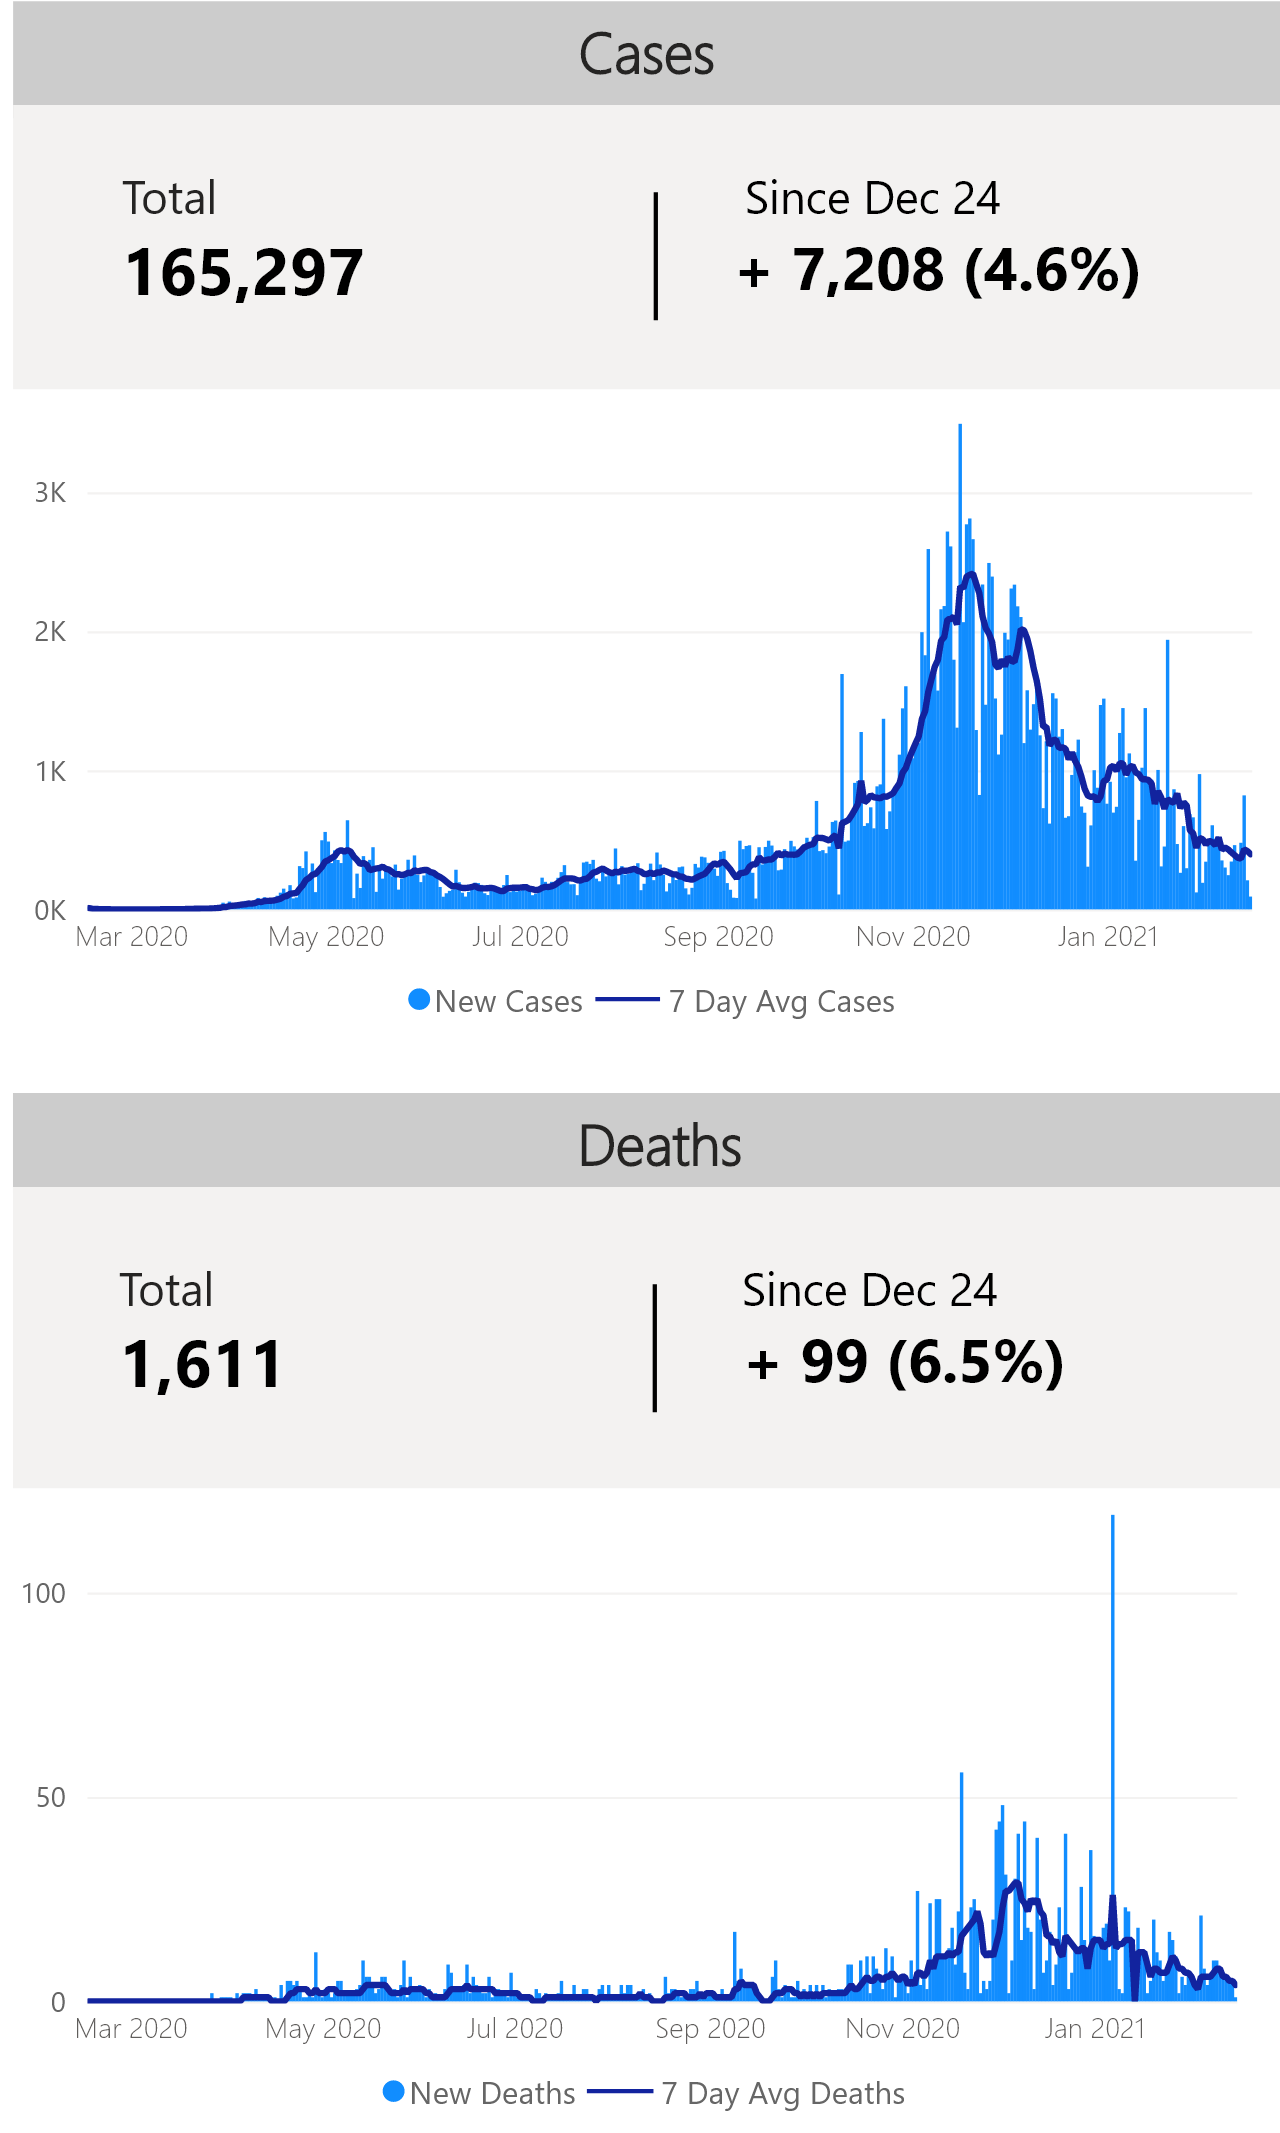 Cases
Total
Since Dec 24
165,297
+ 7,208 (4.6%)
3K
2K
1K
0K
Mar 2020 May 2020 Jul 2020 Sep 2020 Nov 2020 Jan 2021
New Cases 7 Day Avg Cases
Deaths
Total
Since Dec 24
1,611
+ 99 (6.5%)
100
50
0
Mar 2020 May 2020 Jul 2020 Sep 2020 Nov 2020 Jan 2021
New Deaths 7 Day Avg Deaths